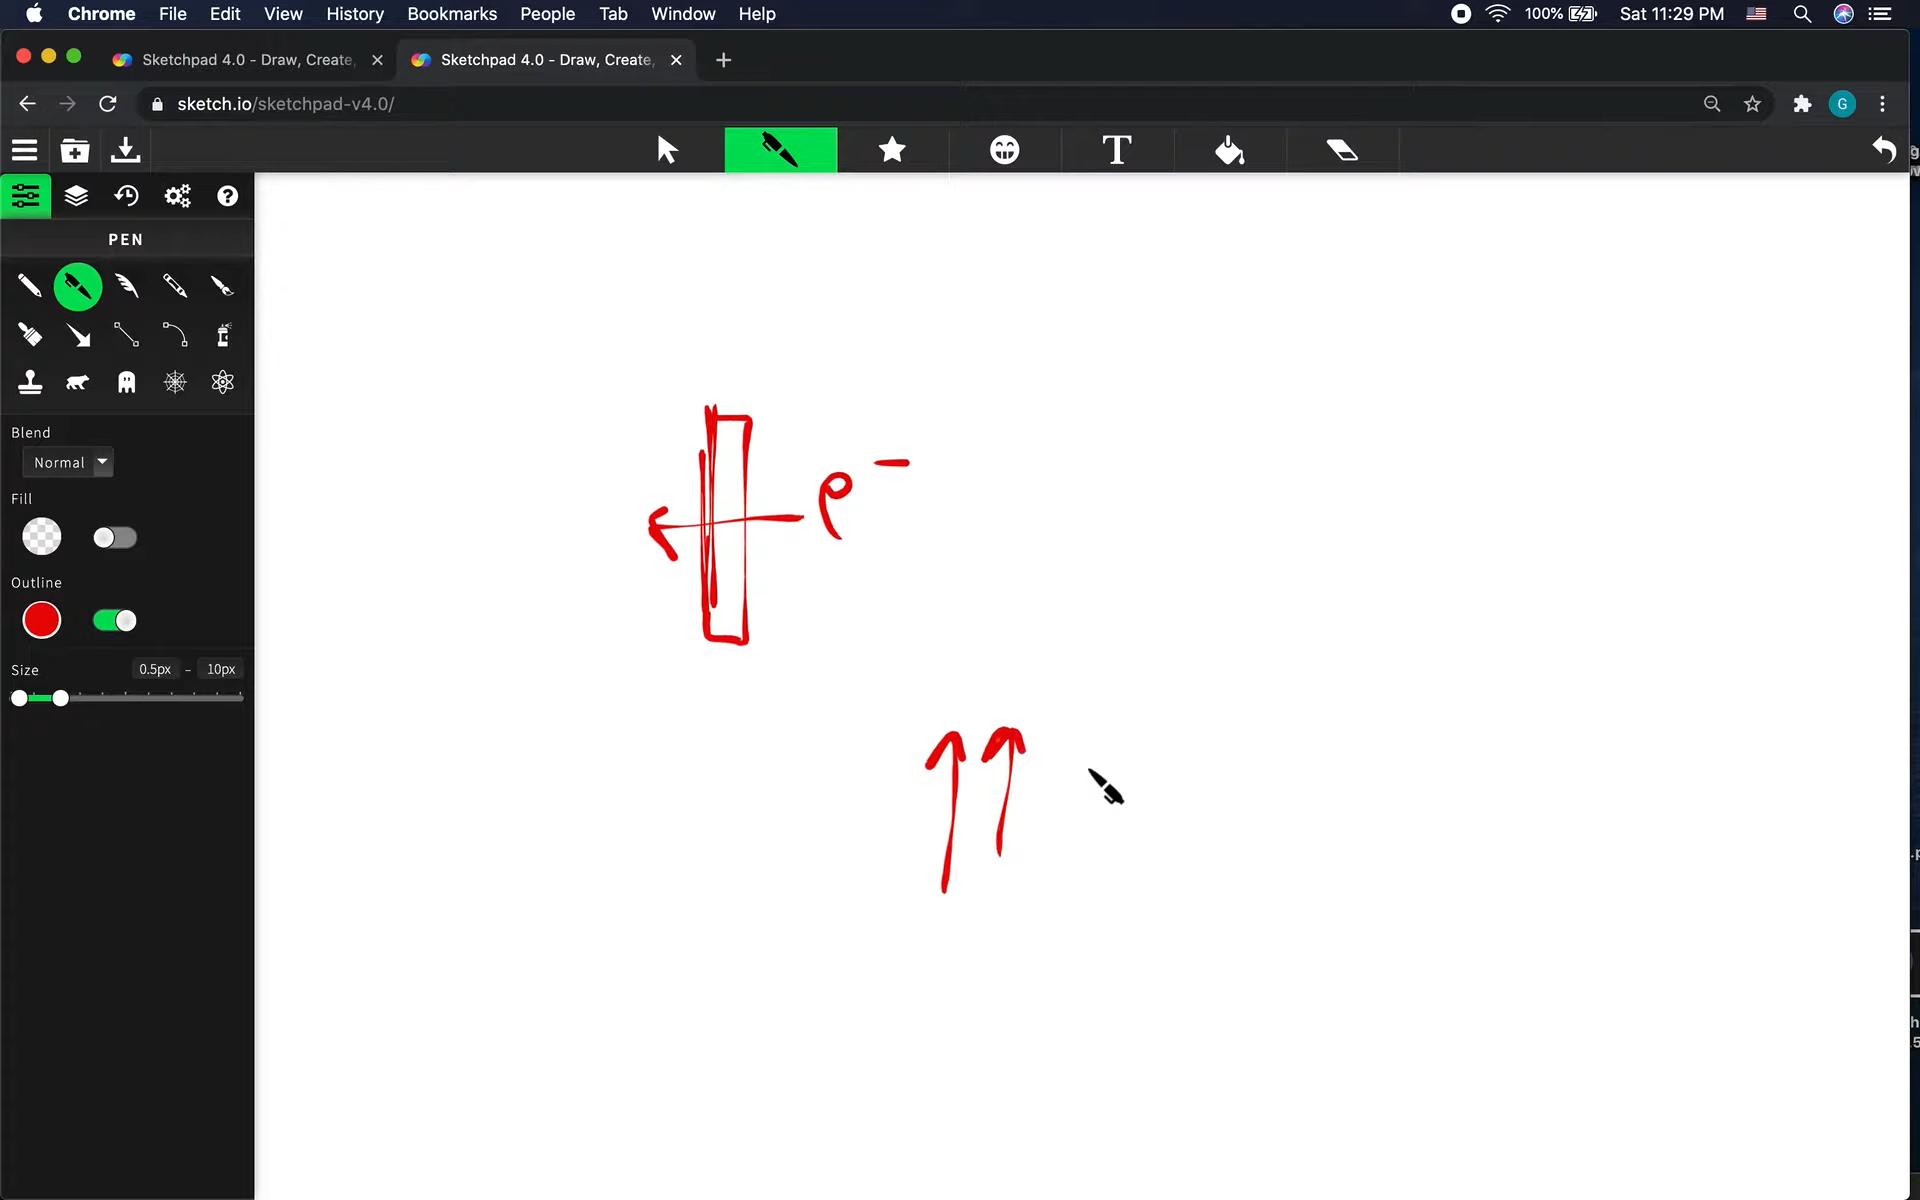 Chrome File Edit View History Bookmarks People Tab Window Help 100% Sat 11:29 PM
Sketchpad 4.0 - Draw, Create, Sketchpad 4.0 - Draw, Create,
sketch.io/sketchpad-v4.0/ G
T
PEN
Blend
Normal
Fill
Outline
Size 0.5px - 10px
e -